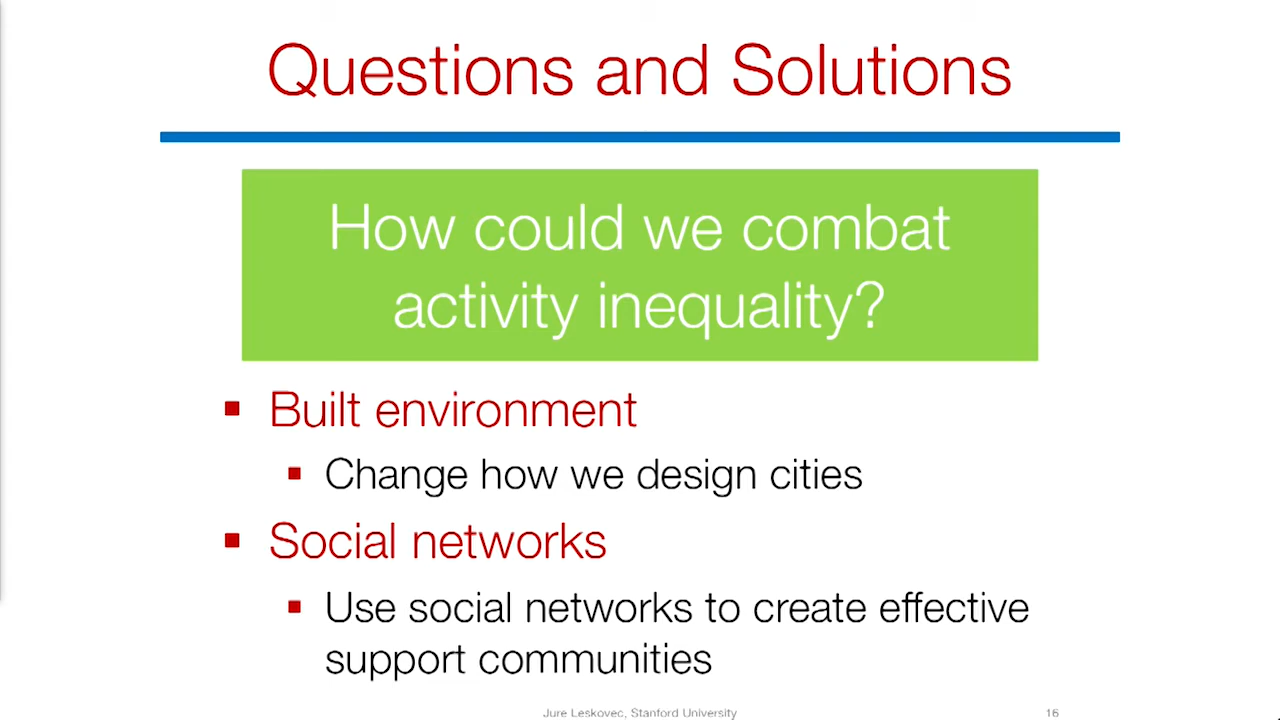 Questions and Solutions
How could we combat
activity inequality?
Built environment
Change how we design cities
Social networks
Use social networks to create effective
support communities
Jure Leskovec, Stanford University
16